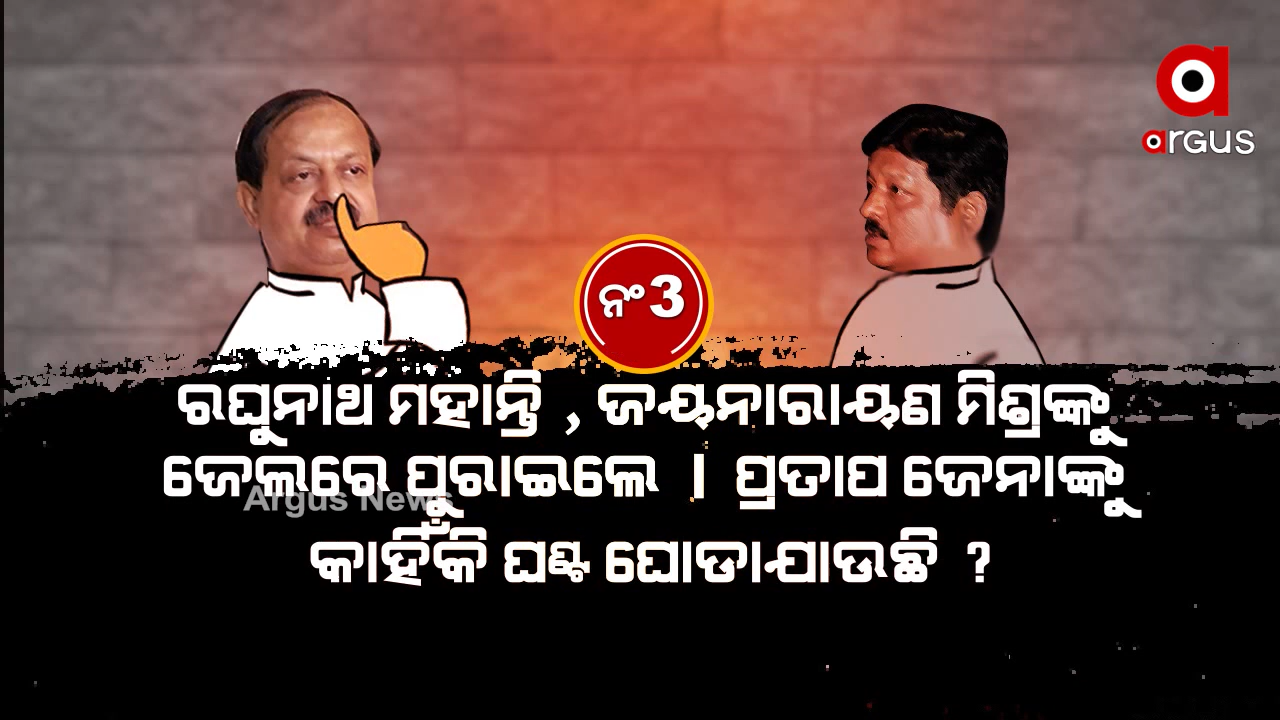 argus
ନଂ 3
ରଘୁନାଥ ମହାନ୍ତି , ଜୟନାରାୟଣ ମିଶ୍ରଙ୍କୁ
ଜେଲରେ ପୁରାଇଲେ । ପ୍ରତାପ ଜେନାଙ୍କୁ
Argus News
କାହିଁକି ଘଣ୍ଟ ଘୋଡାଯାଉଛି ?